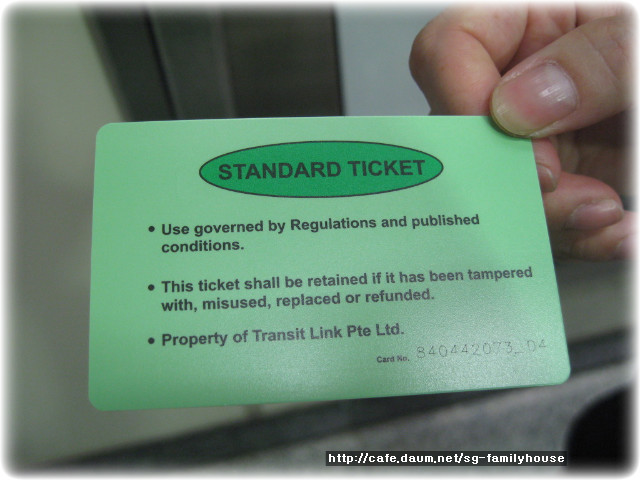 STANDARD TICKET
• Use governed by Regulations and published
conditions.
• This ticket shall be retained if it has been tampered
with, misused, replaced or refunded.
• Property of Transit Link Pte Ltd.
Card No. 840442073_04
http://cafe.daum.net/sg-familyhouse